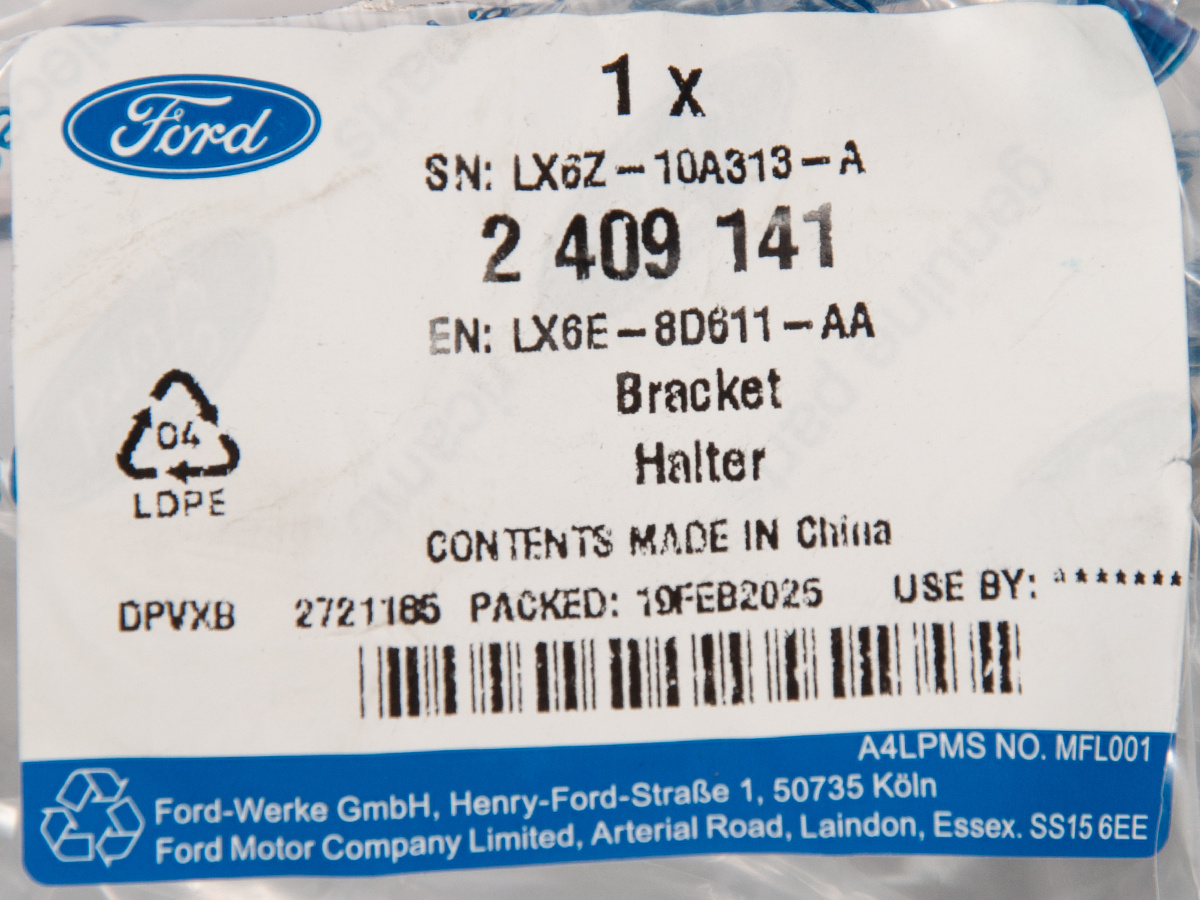 Ford
1 x
SN: LX6Z-10A313-A
2 409 141
EN: LX6E-8D611-AA
Bracket
Halter
04
LDPE
CONTENTS MADE IN China
DPVXB 2721185 PACKED: 19FEB2025 USE BY: ********
A4LPMS NO. MFL001
Ford-Werke GmbH, Henry-Ford-Straße 1, 50735 Köln
Ford Motor Company Limited, Arterial Road, Laindon, Essex. SS15 6EE